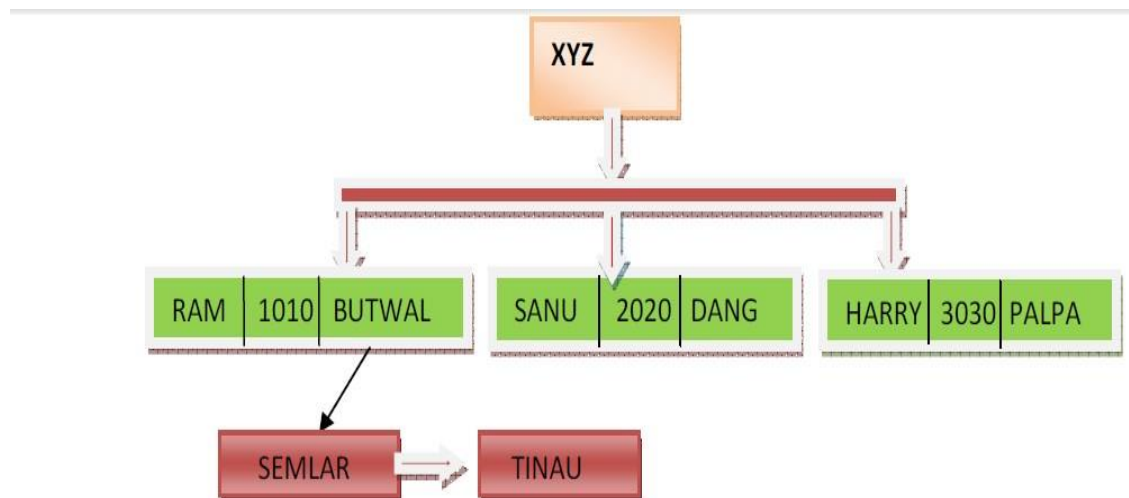 XYZ
RAM 1010 BUTWAL
SANU 2020 DANG
HARRY 3030 PALPA
SEMLAR
TINAU